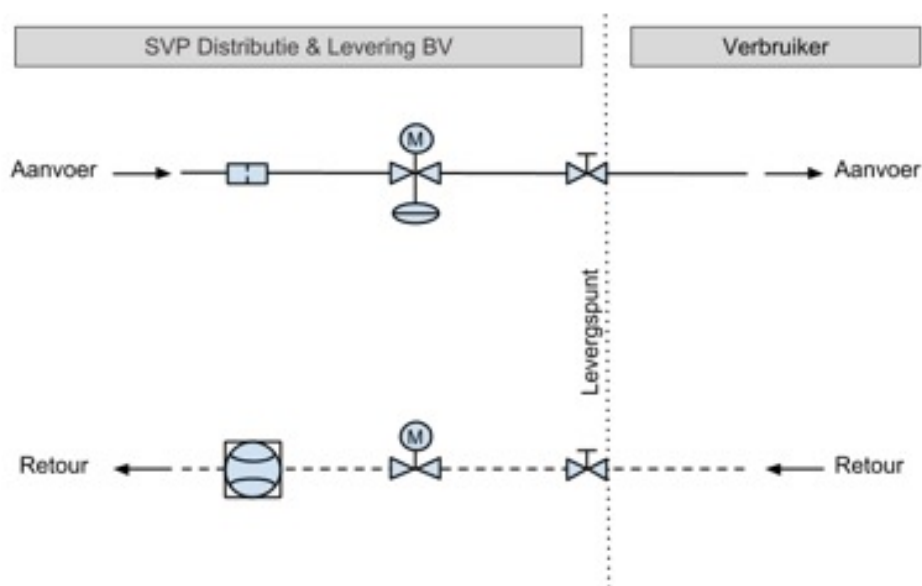 SVP Distributie & Levering BV
Verbruiker
M
Aanvoer
Aanvoer
Levergspunt
M
Retour
Retour